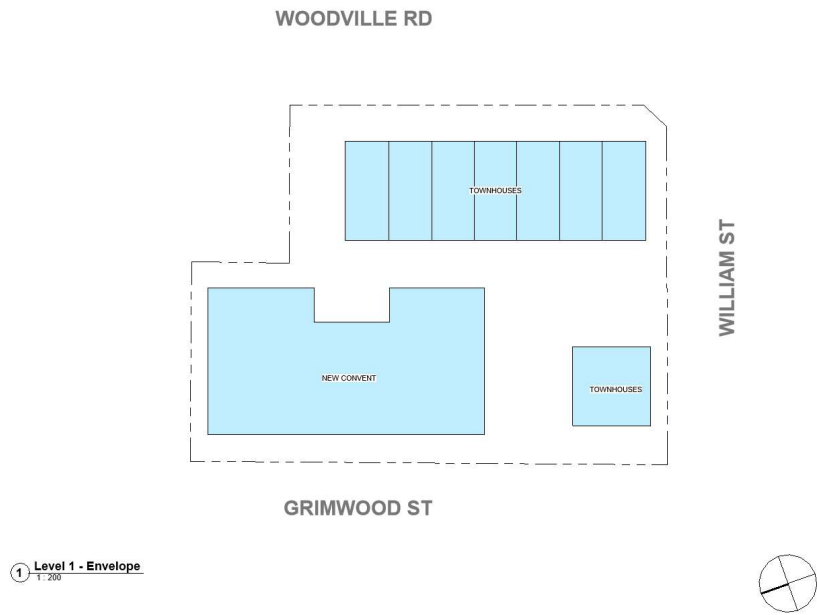 WOODVILLE RD
TOWNHOUSES
WILLIAM ST
NEW CONVENT
TOWNHOUSES
GRIMWOOD ST
1 Level 1 - Envelope
1 : 200